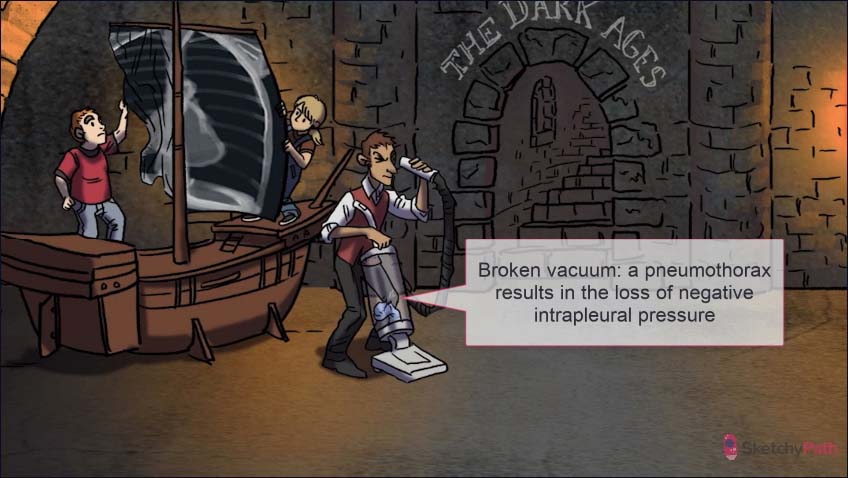 THE DARK AGES
Broken vacuum: a pneumothorax
results in the loss of negative
intrapleural pressure
SketchyPath